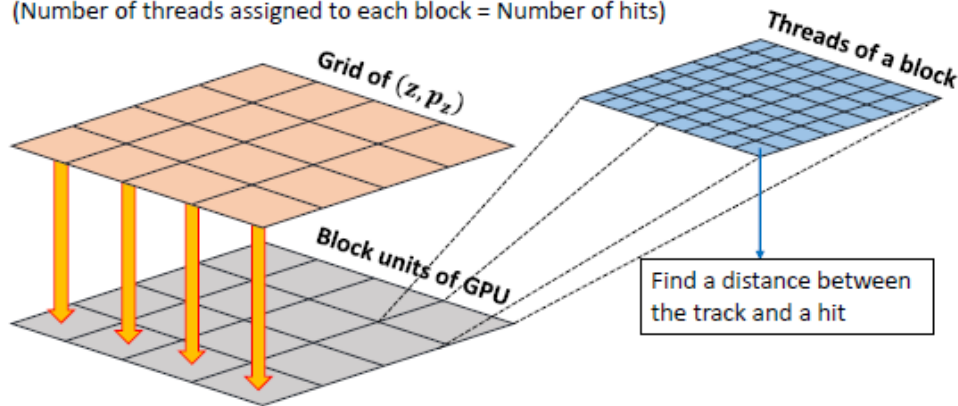 (Number of threads assigned to each block = Number of hits)
Threads of a block
Grid of (z, p_z)
Block units of GPU
Find a distance between
the track and a hit